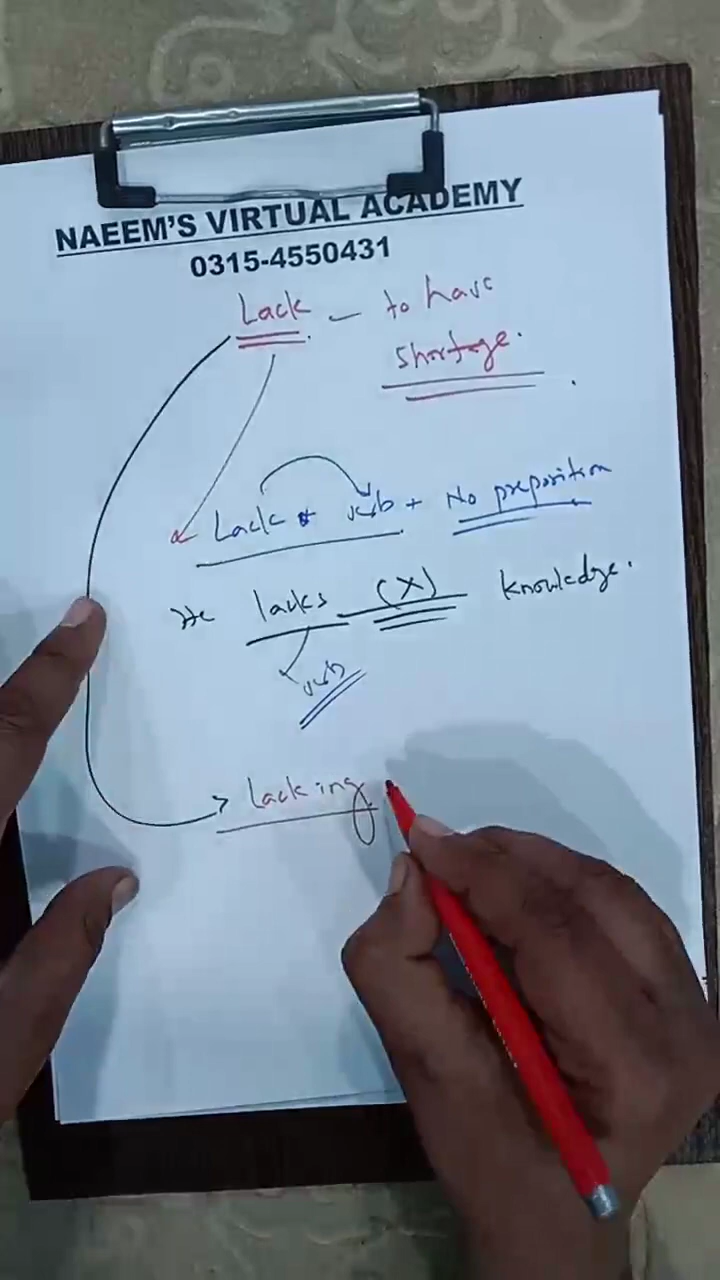 NAEEM'S VIRTUAL ACADEMY
0315-4550431
Lack — to have
shortage.
Lack + verb + No preposition
He lacks (X) knowledge.
verb
Lacking